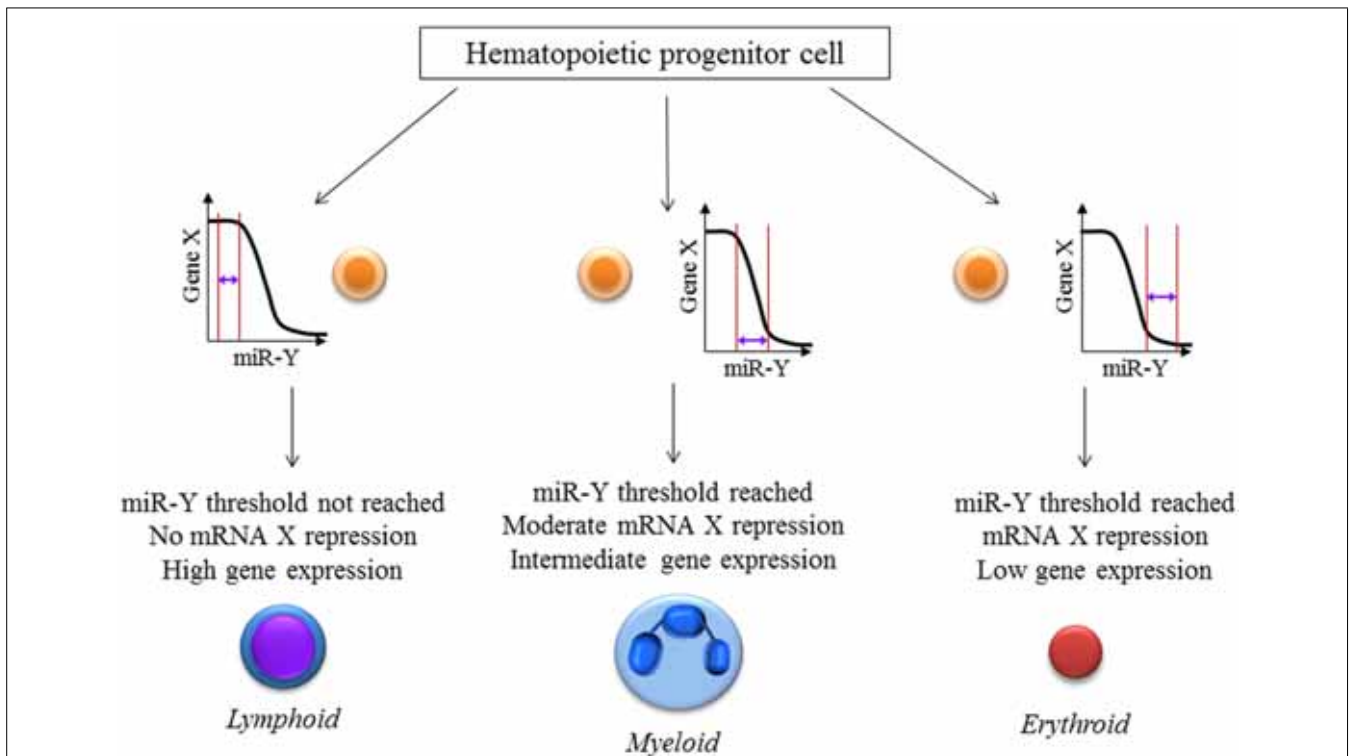 Hematopoietic progenitor cell
Gene X
miR-Y
Gene X
miR-Y
Gene X
miR-Y
miR-Y threshold not reached
No mRNA X repression
High gene expression
miR-Y threshold reached
Moderate mRNA X repression
Intermediate gene expression
miR-Y threshold reached
mRNA X repression
Low gene expression
Lymphoid
Myeloid
Erythroid